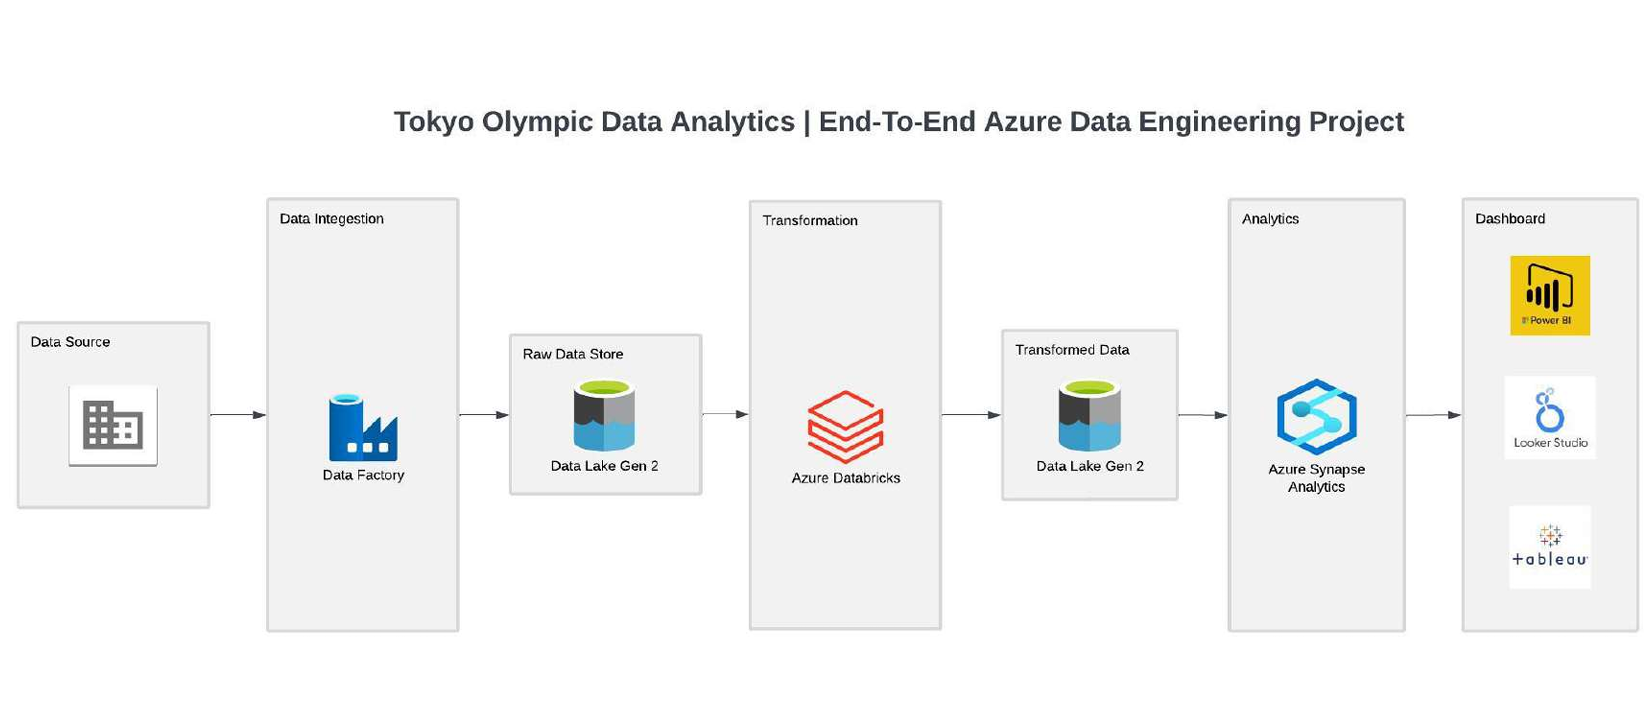 Tokyo Olympic Data Analytics | End-To-End Azure Data Engineering Project
Data Source
Data Integestion
Data Factory
Raw Data Store
Data Lake Gen 2
Transformation
Azure Databricks
Transformed Data
Data Lake Gen 2
Analytics
Azure Synapse
Analytics
Dashboard
Power BI
Looker Studio
+ableau